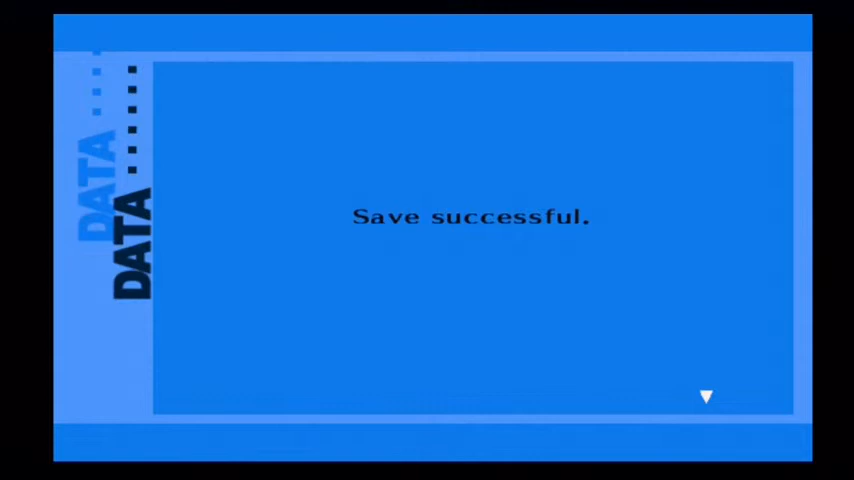 DATA ......
DATA ....
Save successful.